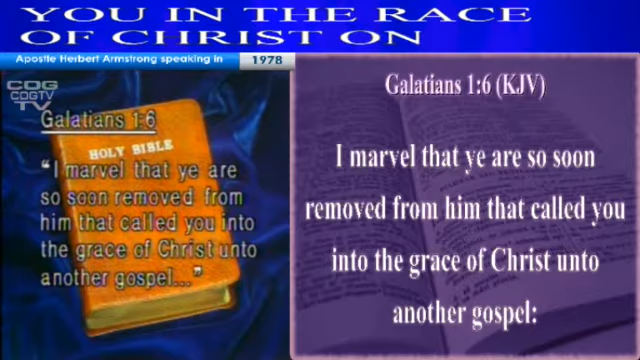 YOU IN THE RACE
OF CHRIST ON
Apostle Herbert Armstrong speaking in 1978
COG
COGTV
TV
Galatians 1:6
HOLY BIBLE
“I marvel that ye are
so soon removed from
him that called you into
the grace of Christ unto
another gospel...”
Galatians 1:6 (KJV)
I marvel that ye are so soon
removed from him that called you
into the grace of Christ unto
another gospel: